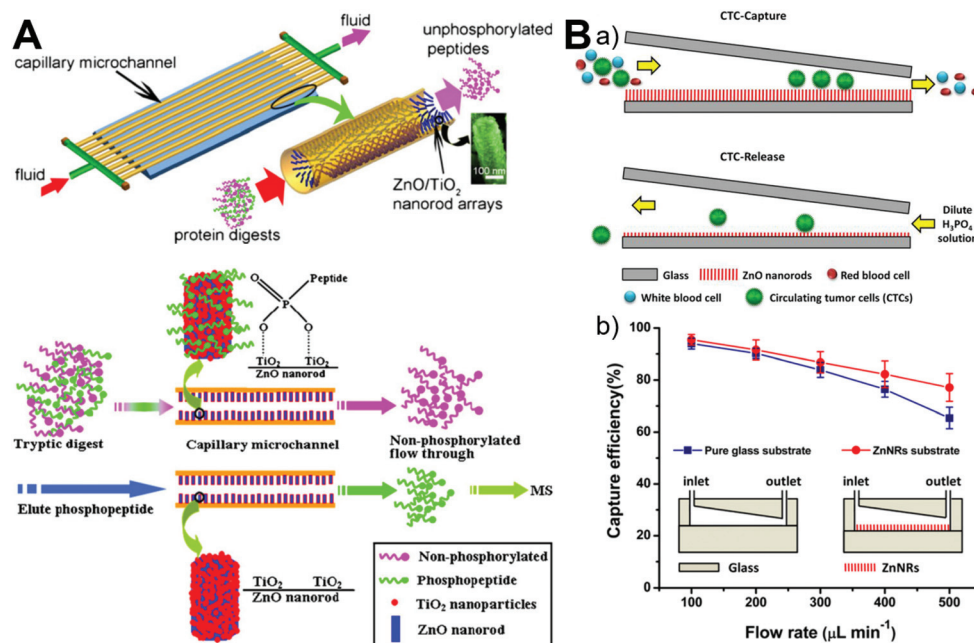 A
fluid
capillary microchannel
unphosphorylated
peptides
100 nm
ZnO/TiO2
nanorod arrays
fluid
protein digests
O
Peptide
P
O
O
TiO2 TiO2
ZnO nanorod
Tryptic digest
Capillary microchannel
Non-phosphorylated
flow through
Elute phosphopeptide
MS
TiO2 TiO2
ZnO nanorod
Non-phosphorylated
Phosphopeptide
TiO2 nanoparticles
ZnO nanorod
B
a)
CTC-Capture
CTC-Release
Dilute
H3PO4
solution
Glass
ZnO nanorods
Red blood cell
White blood cell
Circulating tumor cells (CTCs)
b)
100
80
60
40
20
0
Capture efficiency(%)
Pure glass substrate
ZnNRs substrate
inlet outlet
inlet outlet
Glass
ZnNRs
100 200 300 400 500
Flow rate (μL min⁻¹)